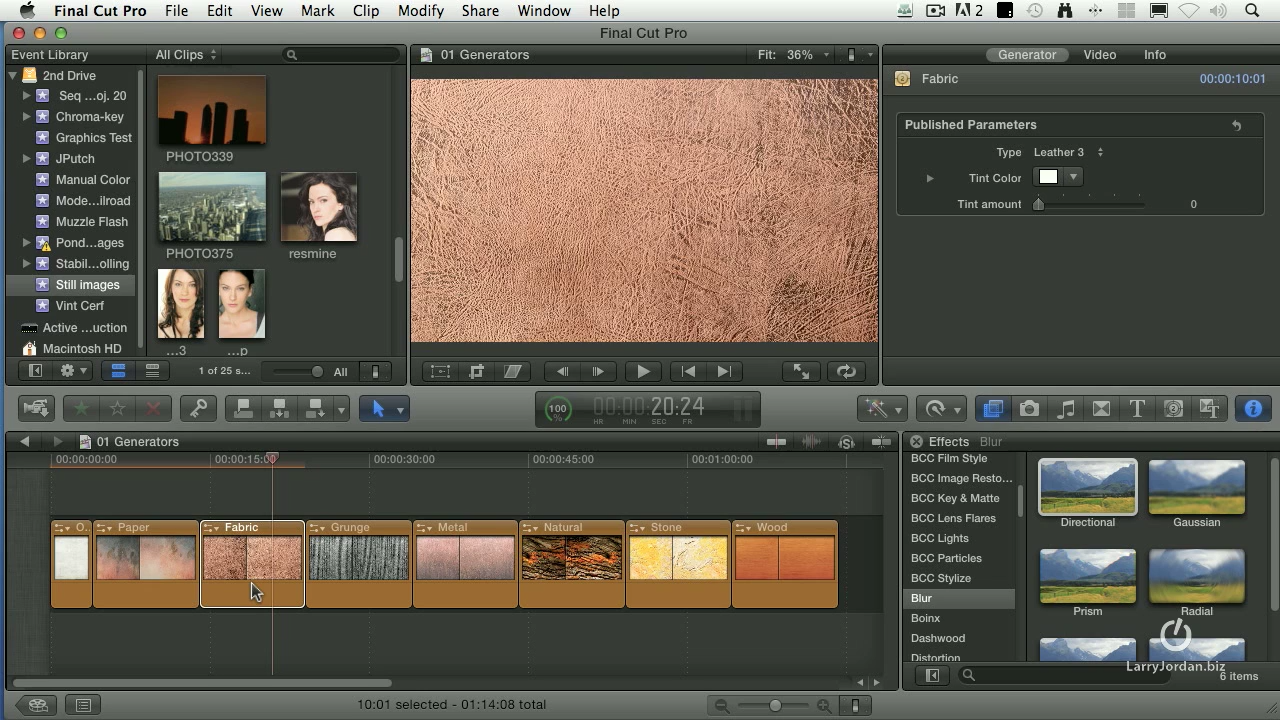 Final Cut Pro File Edit View Mark Clip Modify Share Window Help
2
Final Cut Pro
Event Library
All Clips
01 Generators
Fit: 36%
Generator Video Info
2nd Drive
Seq ...oj. 20
Chroma-key
Graphics Test
JPutch
Manual Color
Mode...ilroad
Muzzle Flash
Pond...ages
Stabil...olling
Still images
Vint Cerf
Active ...uction
Macintosh HD
PHOTO339
PHOTO375
resmine
...3
...p
1 of 25 s...
All
Fabric
00:00:10:01
Published Parameters
Type Leather 3
Tint Color
Tint amount 0
100
%
00:00:20:24
HR MIN SEC FR
01 Generators
00:00:00:00
00:00:15:00
00:00:30:00
00:00:45:00
00:01:00:00
O..
Paper
Fabric
Grunge
Metal
Natural
Stone
Wood
Effects Blur
BCC Film Style
BCC Image Resto...
BCC Key & Matte
BCC Lens Flares
BCC Lights
BCC Particles
BCC Stylize
Blur
Boinx
Dashwood
Distortion
Directional
Gaussian
Prism
Radial
LarryJordan.biz
6 items
10:01 selected - 01:14:08 total